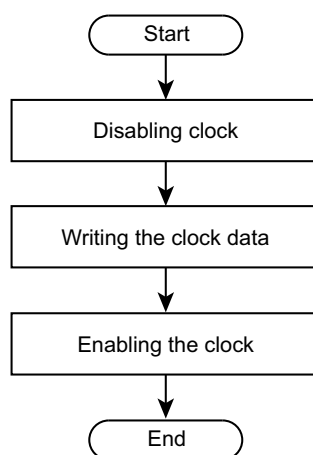 Start
Disabling clock
Writing the clock data
Enabling the clock
End